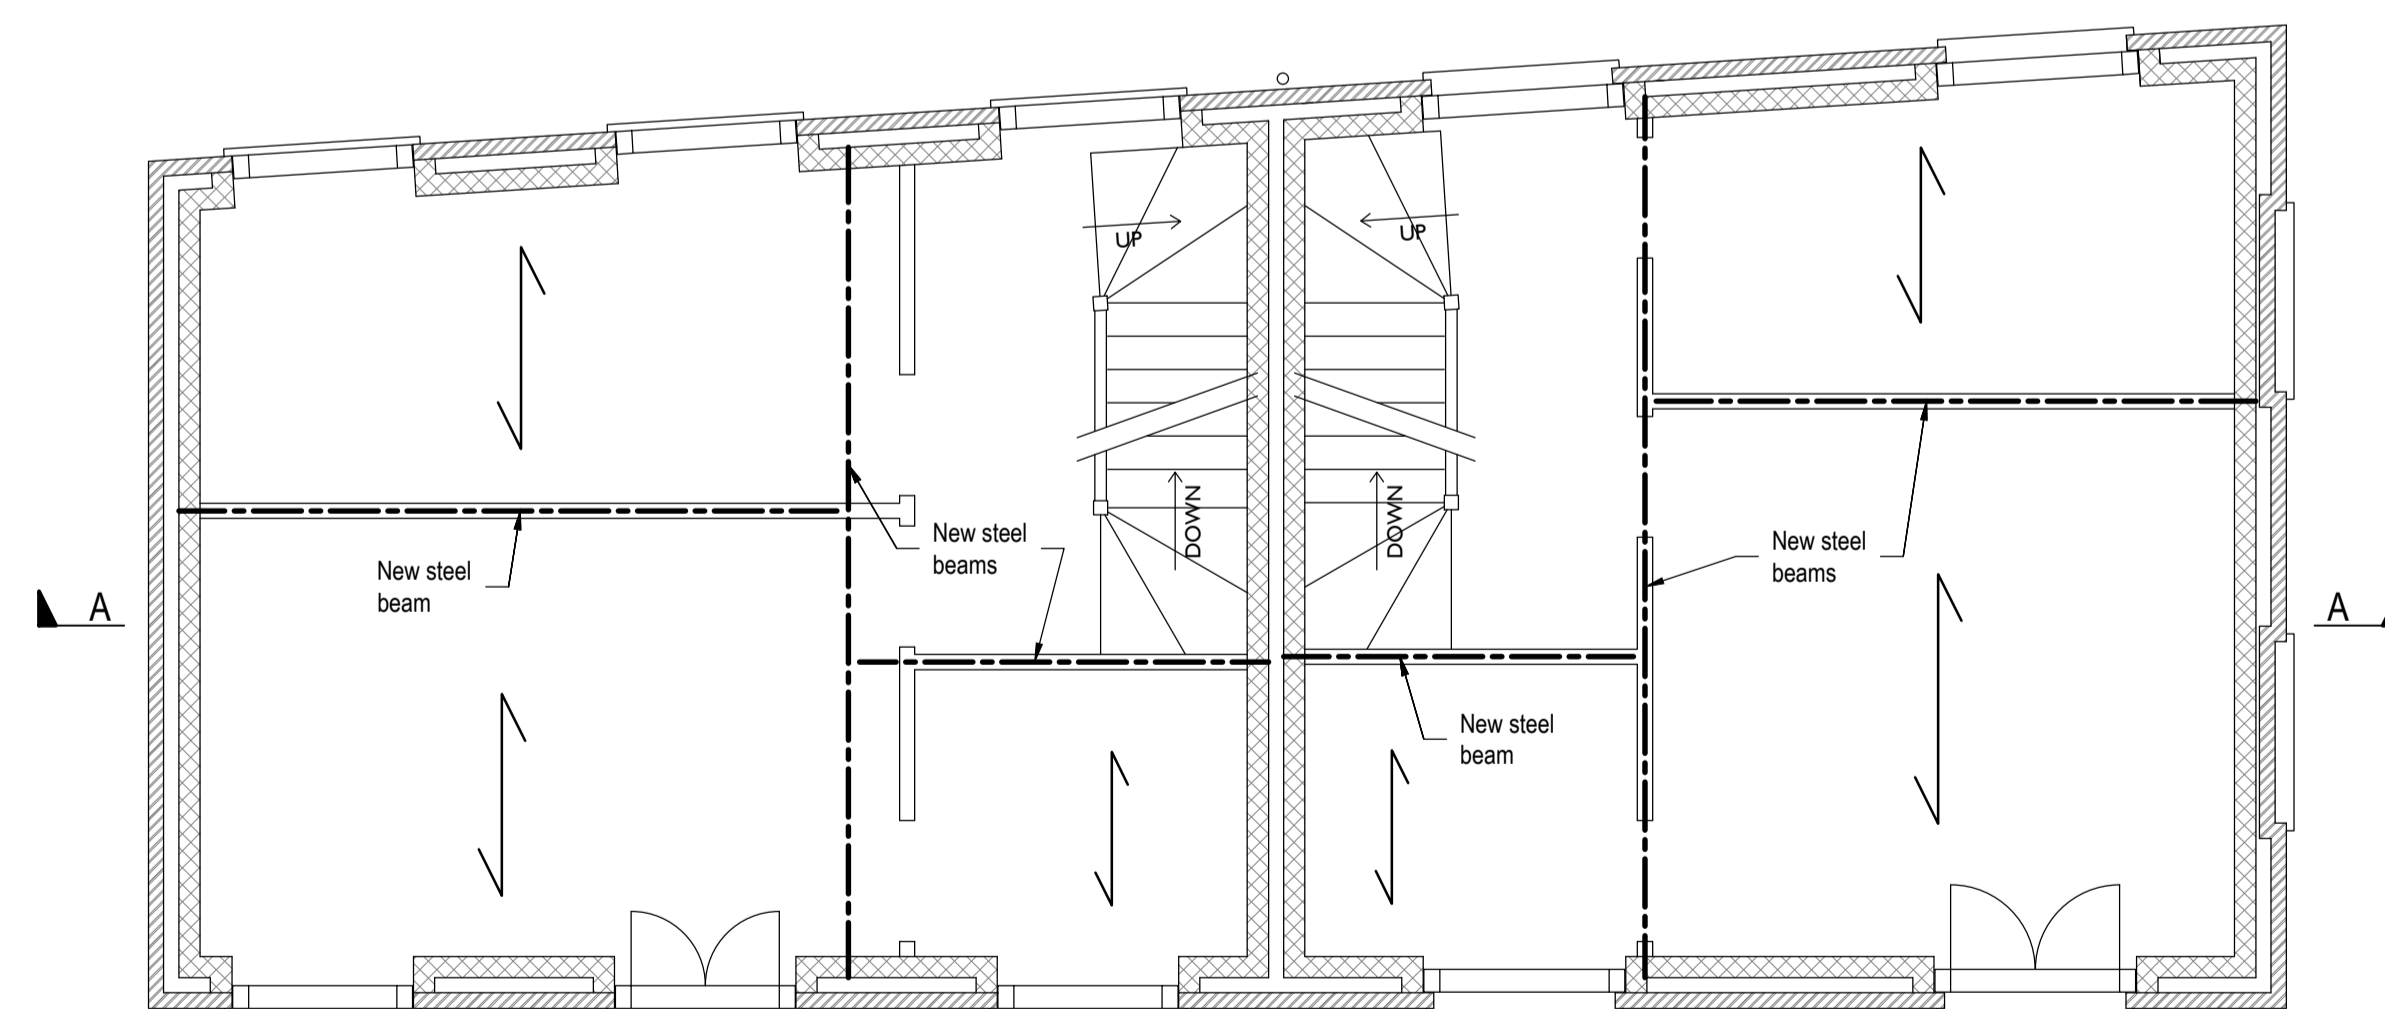 UP
UP
New steel
beam
New steel
beams
DOWN
DOWN
New steel
beams
A
A
New steel
beam